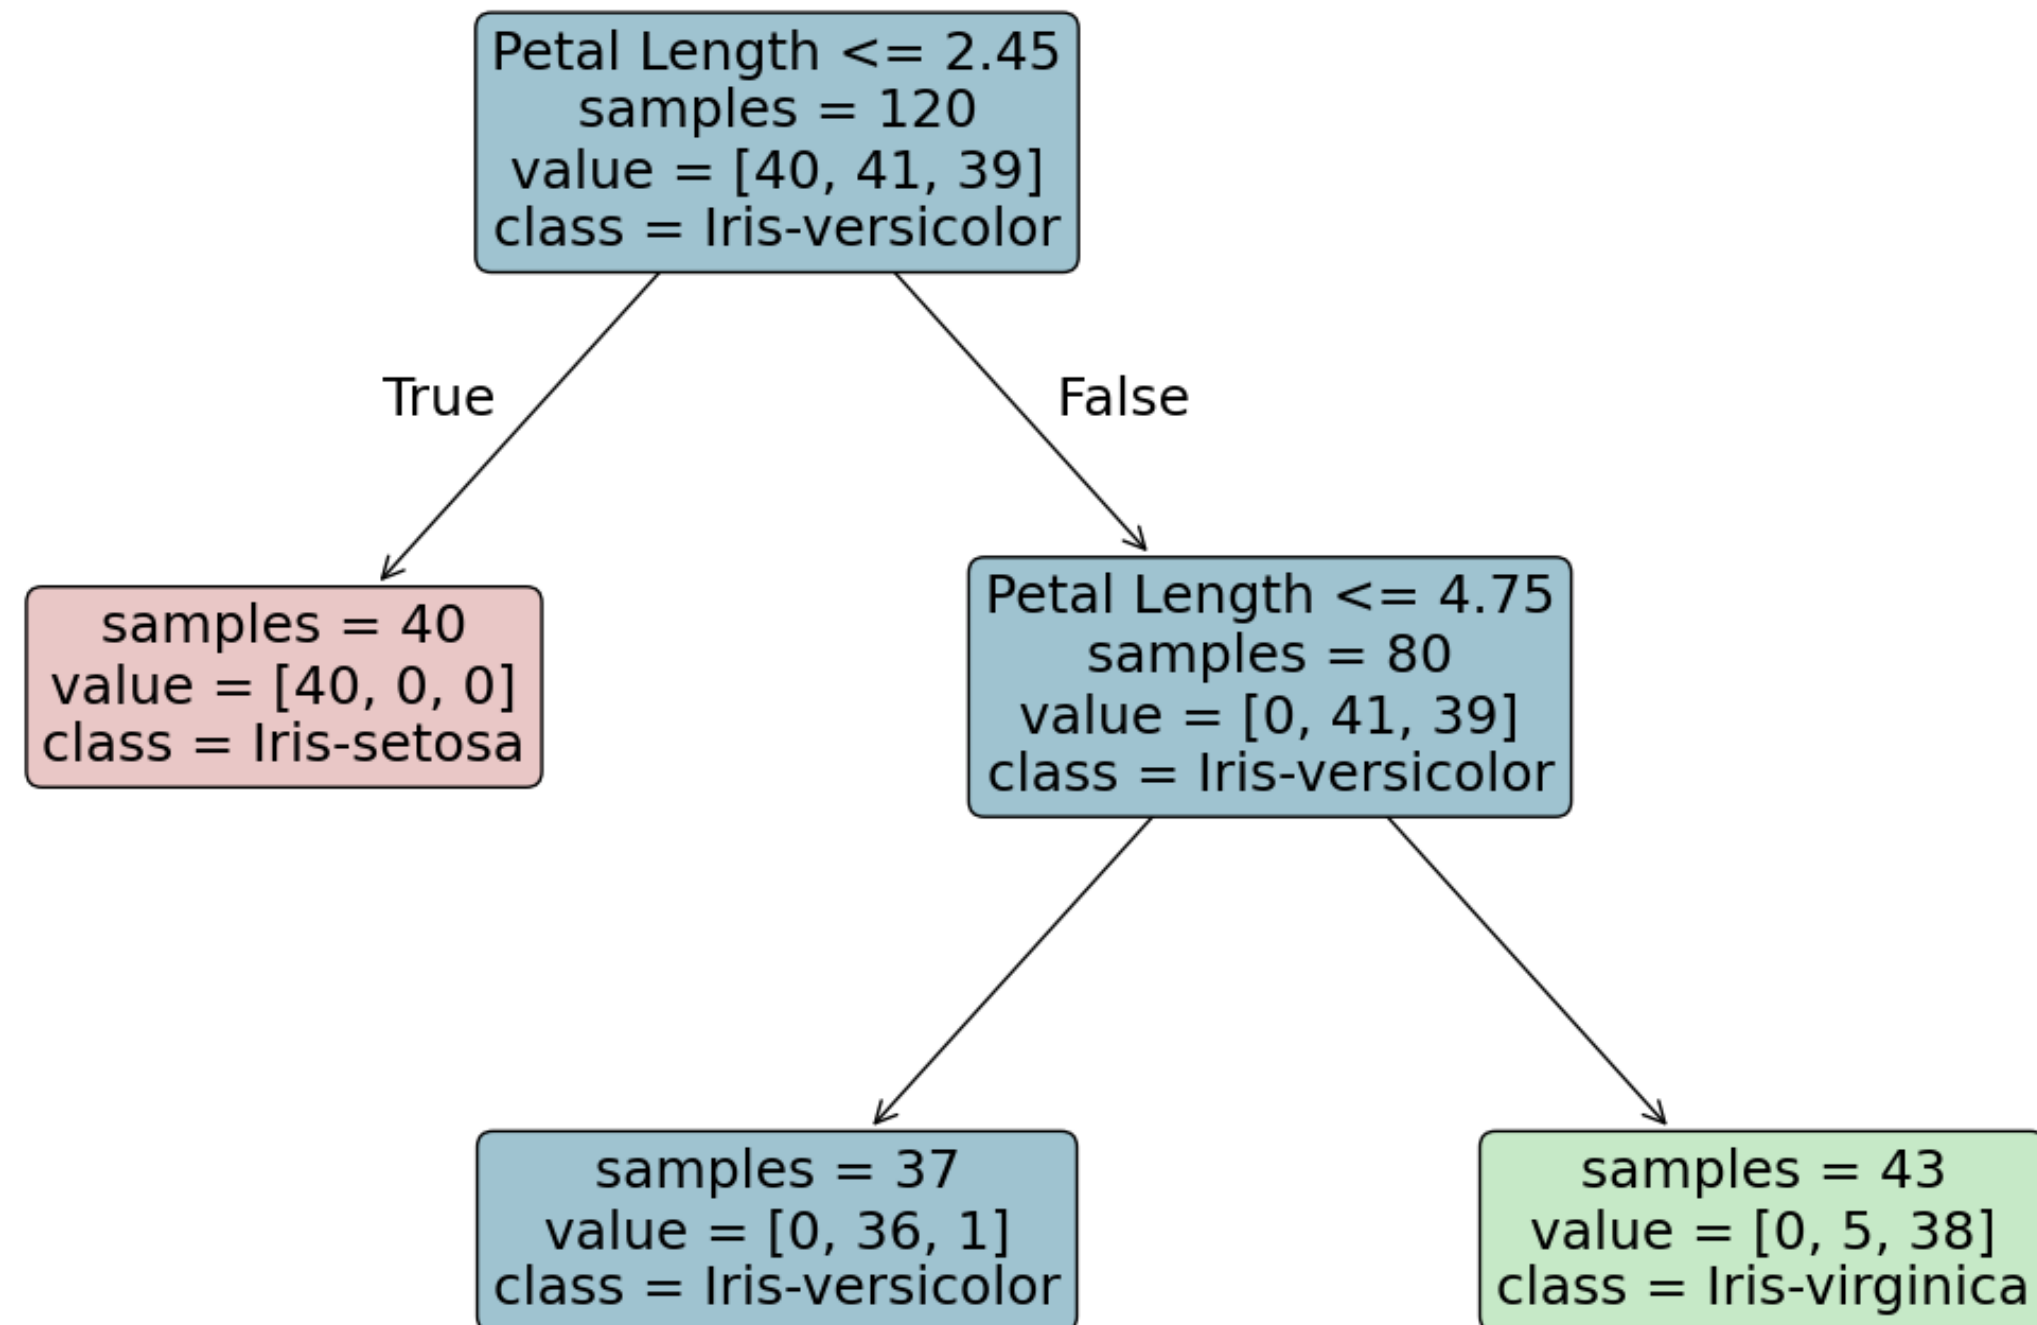 Petal Length <= 2.45
samples = 120
value = [40, 41, 39]
class = Iris-versicolor
True
False
samples = 40
value = [40, 0, 0]
class = Iris-setosa
Petal Length <= 4.75
samples = 80
value = [0, 41, 39]
class = Iris-versicolor
samples = 37
value = [0, 36, 1]
class = Iris-versicolor
samples = 43
value = [0, 5, 38]
class = Iris-virginica